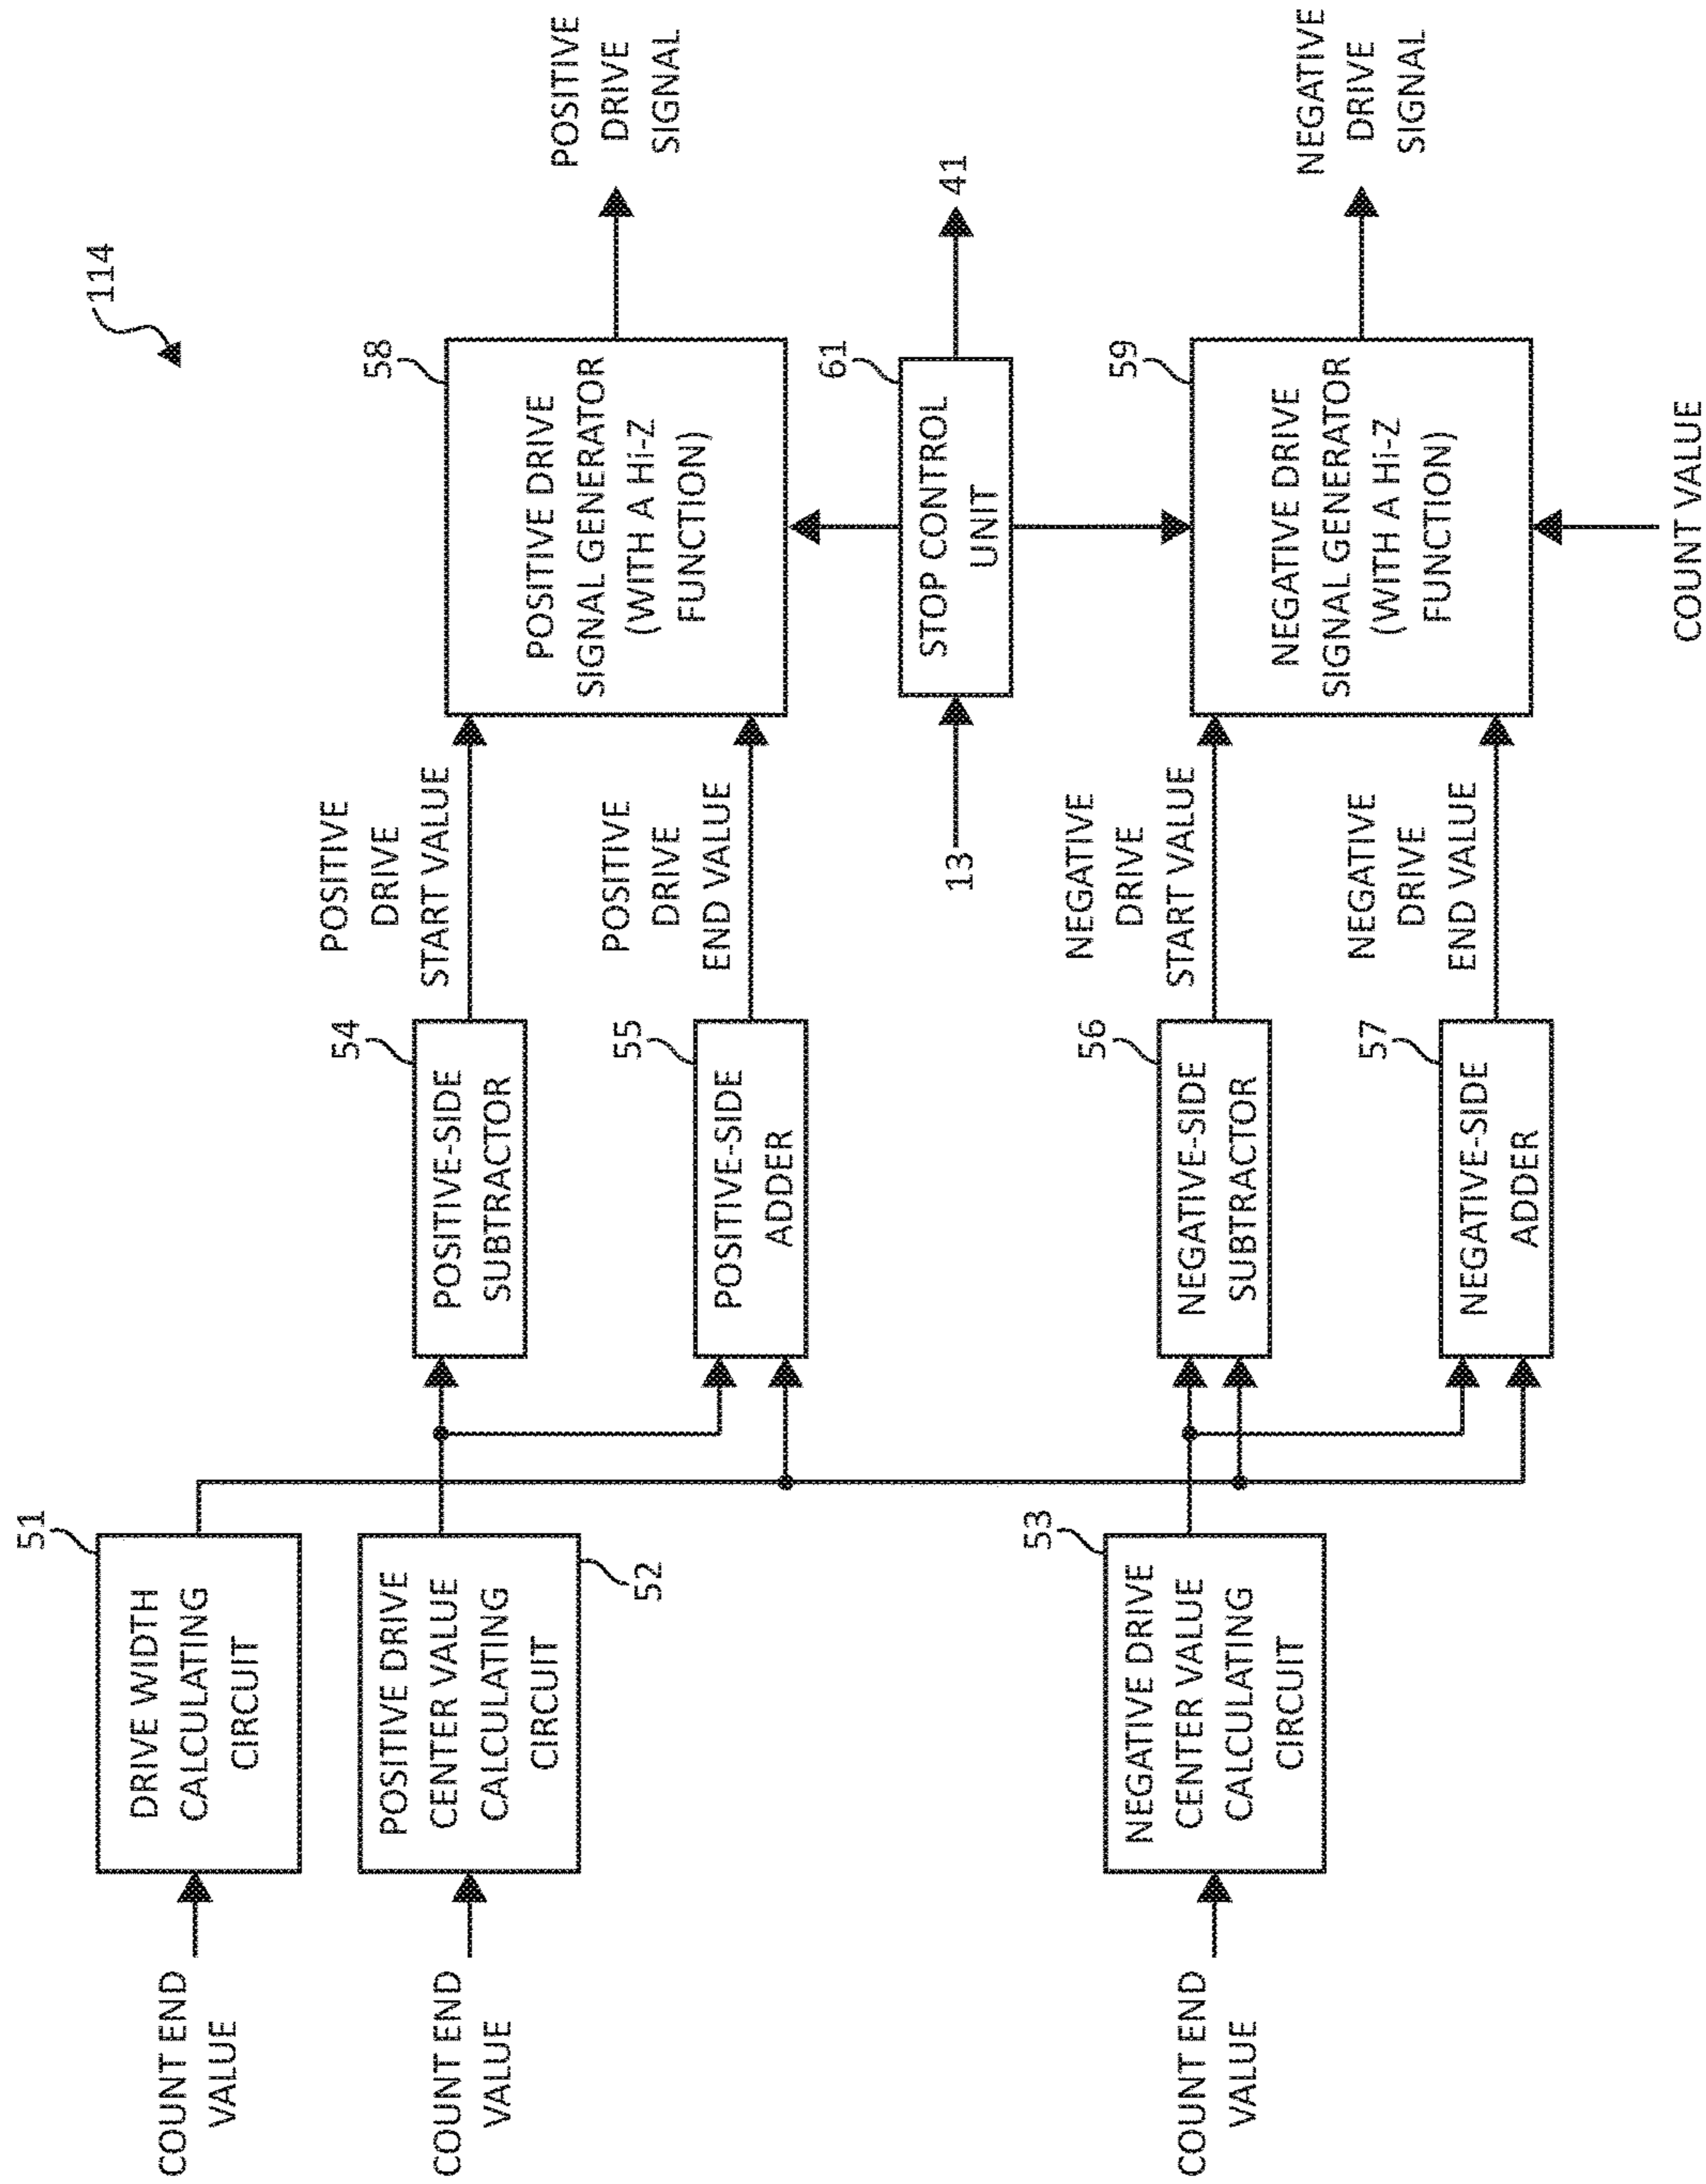 114
COUNT END
VALUE
51
DRIVE WIDTH
CALCULATING
CIRCUIT
COUNT END
VALUE
52
POSITIVE DRIVE
CENTER VALUE
CALCULATING
CIRCUIT
COUNT END
VALUE
53
NEGATIVE DRIVE
CENTER VALUE
CALCULATING
CIRCUIT
54
POSITIVE-SIDE
SUBTRACTOR
55
POSITIVE-SIDE
ADDER
56
NEGATIVE-SIDE
SUBTRACTOR
57
NEGATIVE-SIDE
ADDER
POSITIVE
DRIVE
START VALUE
POSITIVE
DRIVE
END VALUE
13
NEGATIVE
DRIVE
START VALUE
NEGATIVE
DRIVE
END VALUE
58
POSITIVE DRIVE
SIGNAL GENERATOR
(WITH A Hi-Z
FUNCTION)
61
STOP CONTROL
UNIT
59
NEGATIVE DRIVE
SIGNAL GENERATOR
(WITH A Hi-Z
FUNCTION)
COUNT VALUE
POSITIVE
DRIVE
SIGNAL
41
NEGATIVE
DRIVE
SIGNAL